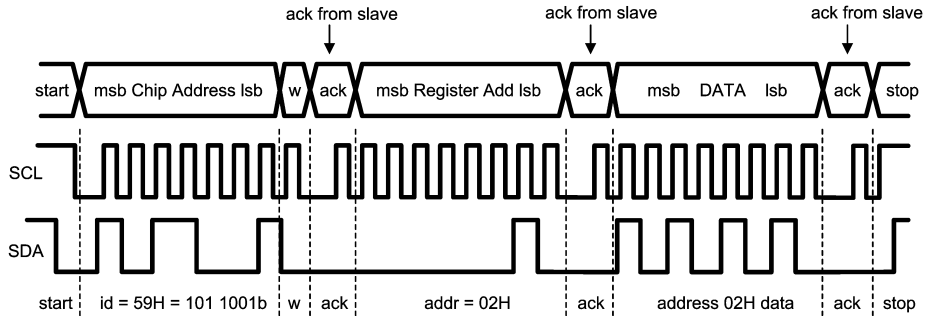 ack from slave ack from slave ack from slave
start msb Chip Address lsb w ack msb Register Add lsb ack msb DATA lsb ack stop
SCL
SDA
start id = 59H = 101 1001b w ack addr = 02H ack address 02H data ack stop